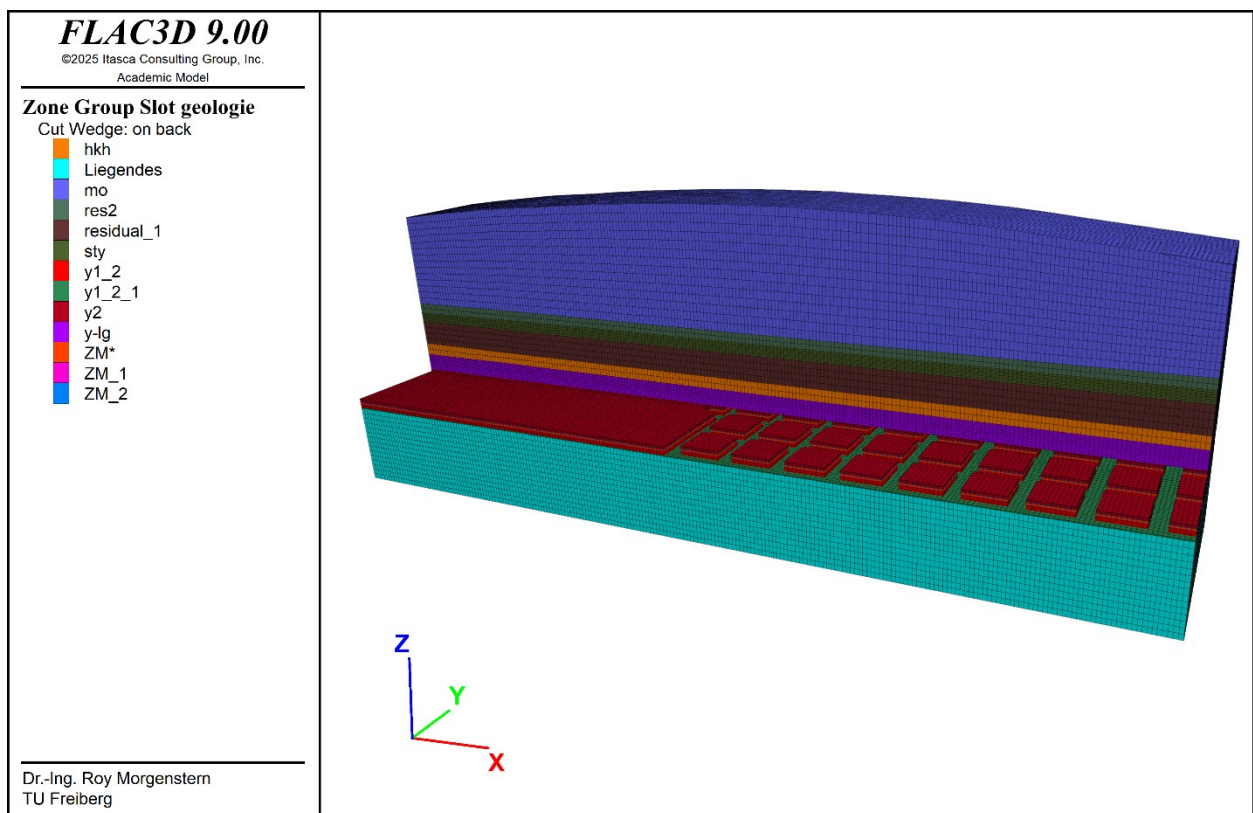 FLAC3D 9.00
©2025 Itasca Consulting Group, Inc.
Academic Model
Zone Group Slot geologie
Cut Wedge: on back
hkh
Liegendes
mo
res2
residual_1
sty
y1_2
y1_2_1
y2
y-lg
ZM*
ZM_1
ZM_2
Z
Y
X
Dr.-Ing. Roy Morgenstern
TU Freiberg